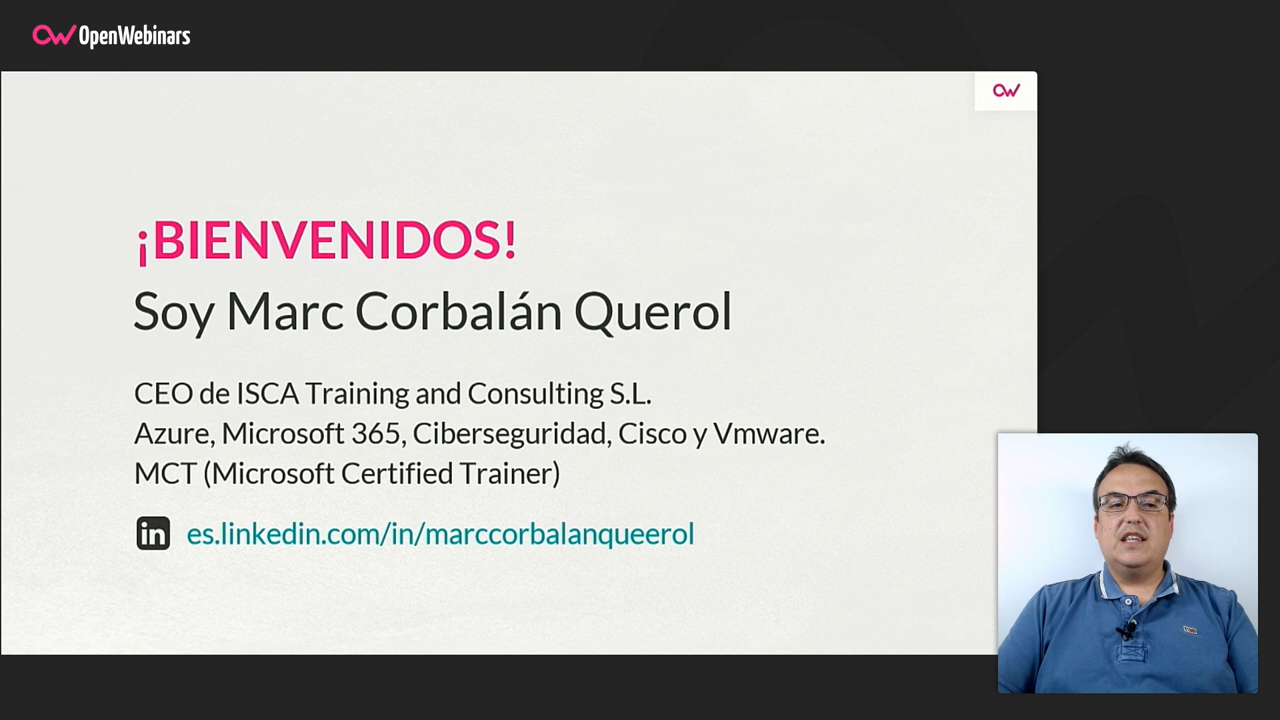 OpenWebinars
¡BIENVENIDOS!
Soy Marc Corbalán Querol
CEO de ISCA Training and Consulting S.L.
Azure, Microsoft 365, Ciberseguridad, Cisco y Vmware.
MCT (Microsoft Certified Trainer)
in es.linkedin.com/in/marccorbalanqueerol